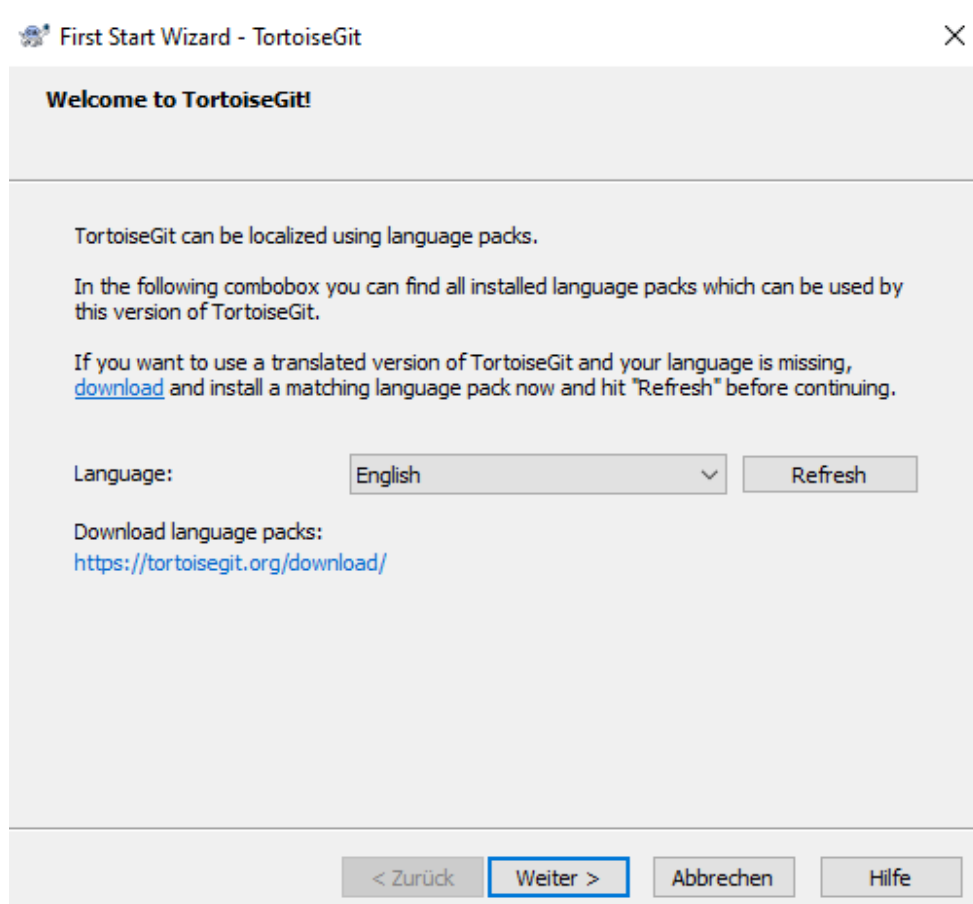 First Start Wizard - TortoiseGit
Welcome to TortoiseGit!
TortoiseGit can be localized using language packs.
In the following combobox you can find all installed language packs which can be used by
this version of TortoiseGit.
If you want to use a translated version of TortoiseGit and your language is missing,
download and install a matching language pack now and hit "Refresh" before continuing.
Language: English Refresh
Download language packs:
https://tortoisegit.org/download/
< Zurück Weiter > Abbrechen Hilfe